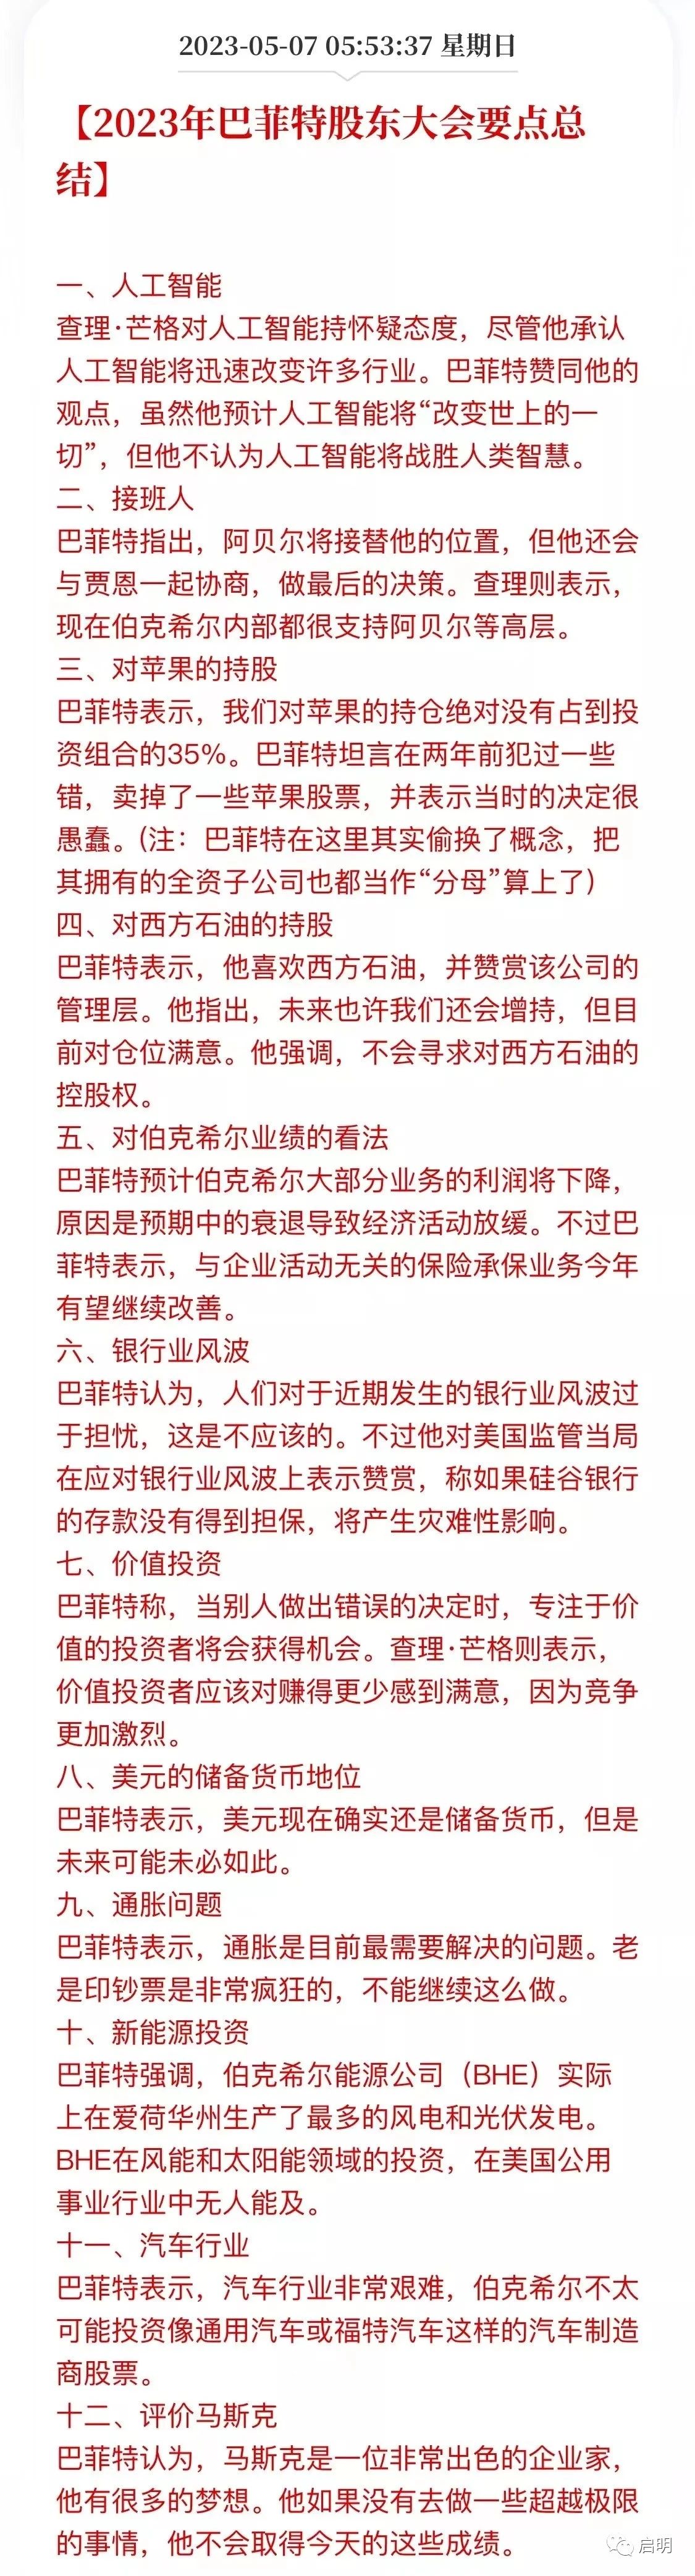 2023-05-07 05:53:37 星期日
【2023年巴菲特股东大会要点总
结】
一、人工智能
查理·芒格对人工智能持怀疑态度，尽管他承认
人工智能将迅速改变许多行业。巴菲特赞同他的
观点，虽然他预计人工智能将“改变世上的一
切”，但他不认为人工智能将战胜人类智慧。
二、接班人
巴菲特指出，阿贝尔将接替他的位置，但他还会
与贾恩一起协商，做最后的决策。查理则表示，
现在伯克希尔内部都很支持阿贝尔等高层。
三、对苹果的持股
巴菲特表示，我们对苹果的持仓绝对没有占到投
资组合的35%。巴菲特坦言在两年前犯过一些
错，卖掉了一些苹果股票，并表示当时的决定很
愚蠢。(注：巴菲特在这里其实偷换了概念，把
其拥有的全资子公司也都当作“分母”算上了)
四、对西方石油的持股
巴菲特表示，他喜欢西方石油，并赞赏该公司的
管理层。他指出，未来也许我们还会增持，但目
前对仓位满意。他强调，不会寻求对西方石油的
控股权。
五、对伯克希尔业绩的看法
巴菲特预计伯克希尔大部分业务的利润将下降，
原因是预期中的衰退导致经济活动放缓。不过巴
菲特表示，与企业活动无关的保险承保业务今年
有望继续改善。
六、银行业风波
巴菲特认为，人们对于近期发生的银行业风波过
于担忧，这是不应该的。不过他对美国监管当局
在应对银行业风波上表示赞赏，称如果硅谷银行
的存款没有得到担保，将产生灾难性影响。
七、价值投资
巴菲特称，当别人做出错误的决定时，专注于价
值的投资者将会获得机会。查理·芒格则表示，
价值投资者应该对赚得更少感到满意，因为竞争
更加激烈。
八、美元的储备货币地位
巴菲特表示，美元现在确实还是储备货币，但是
未来可能未必如此。
九、通胀问题
巴菲特表示，通胀是目前最需要解决的问题。老
是印钞票是非常疯狂的，不能继续这么做。
十、新能源投资
巴菲特强调，伯克希尔能源公司（BHE）实际
上在爱荷华州生产了最多的风电和光伏发电。
BHE在风能和太阳能领域的投资，在美国公用
事业行业中无人能及。
十一、汽车行业
巴菲特表示，汽车行业非常艰难，伯克希尔不太
可能投资像通用汽车或福特汽车这样的汽车制造
商股票。
十二、评价马斯克
巴菲特认为，马斯克是一位非常出色的企业家，
他有很多的梦想。他如果没有去做一些超越极限
的事情，他不会取得今天的这些成绩。
启明